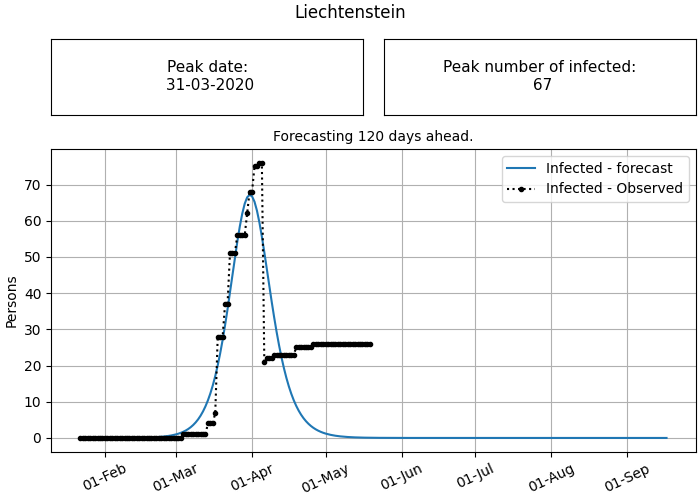 Liechtenstein
Peak date:
31-03-2020
Peak number of infected:
67
Forecasting 120 days ahead.
Infected - forecast
Infected - Observed
Persons
70
60
50
40
30
20
10
0
01-Feb
01-Mar
01-Apr
01-May
01-Jun
01-Jul
01-Aug
01-Sep